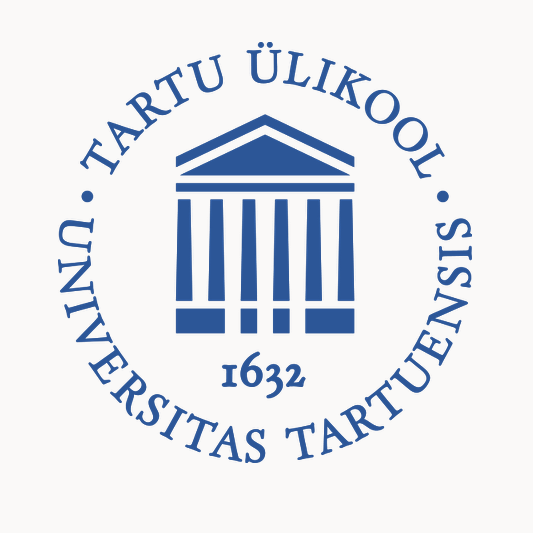 TARTU ÜLIKOOL
1632
• UNIVERSITAS TARTUENSIS •